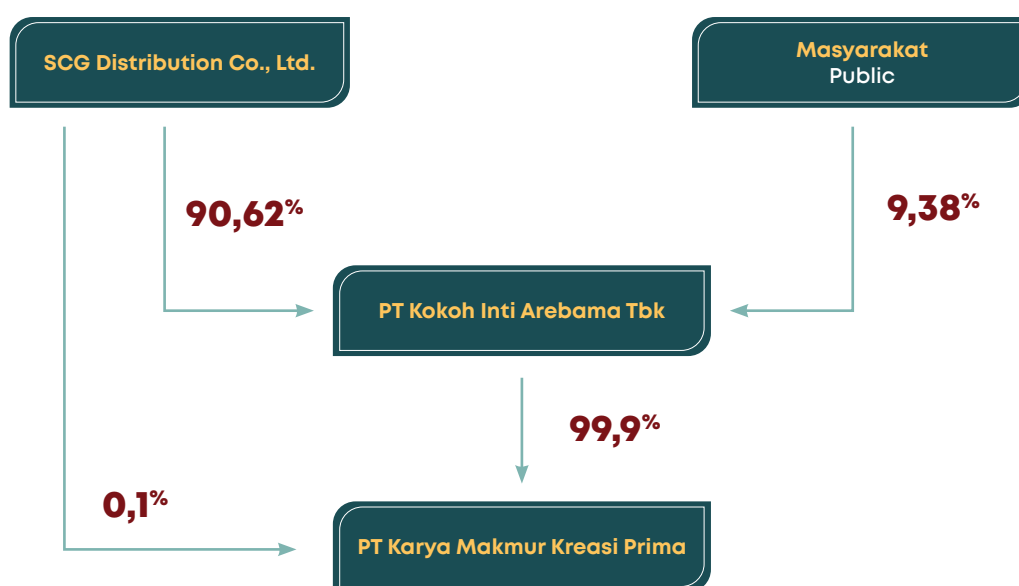 SCG Distribution Co., Ltd.
Masyarakat
Public
90,62%
9,38%
PT Kokoh Inti Arebama Tbk
99,9%
0,1%
PT Karya Makmur Kreasi Prima